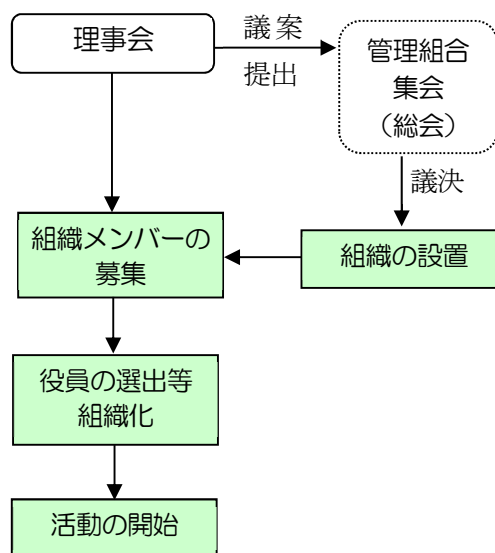 理事会
議案
提出
管理組合
集会
（総会）
議決
組織メンバーの
募集
組織の設置
役員の選出等
組織化
活動の開始